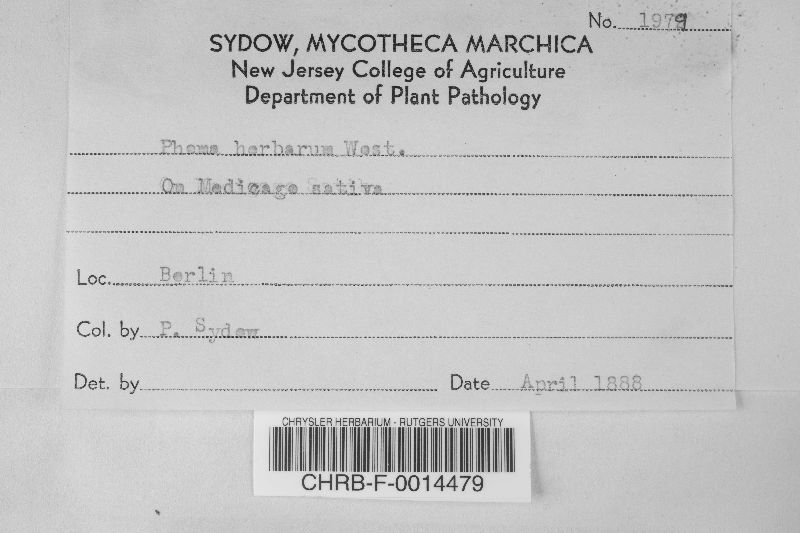 No. 1979
SYDOW, MYCOTHECA MARCHICA
New Jersey College of Agriculture
Department of Plant Pathology
Phoma herbarum West.
On Medicago sativa
Loc. Berlin
Col. by P. Sydow
Det. by
Date April 1888
CHRYSLER HERBARIUM - RUTGERS UNIVERSITY
CHRB-F-0014479